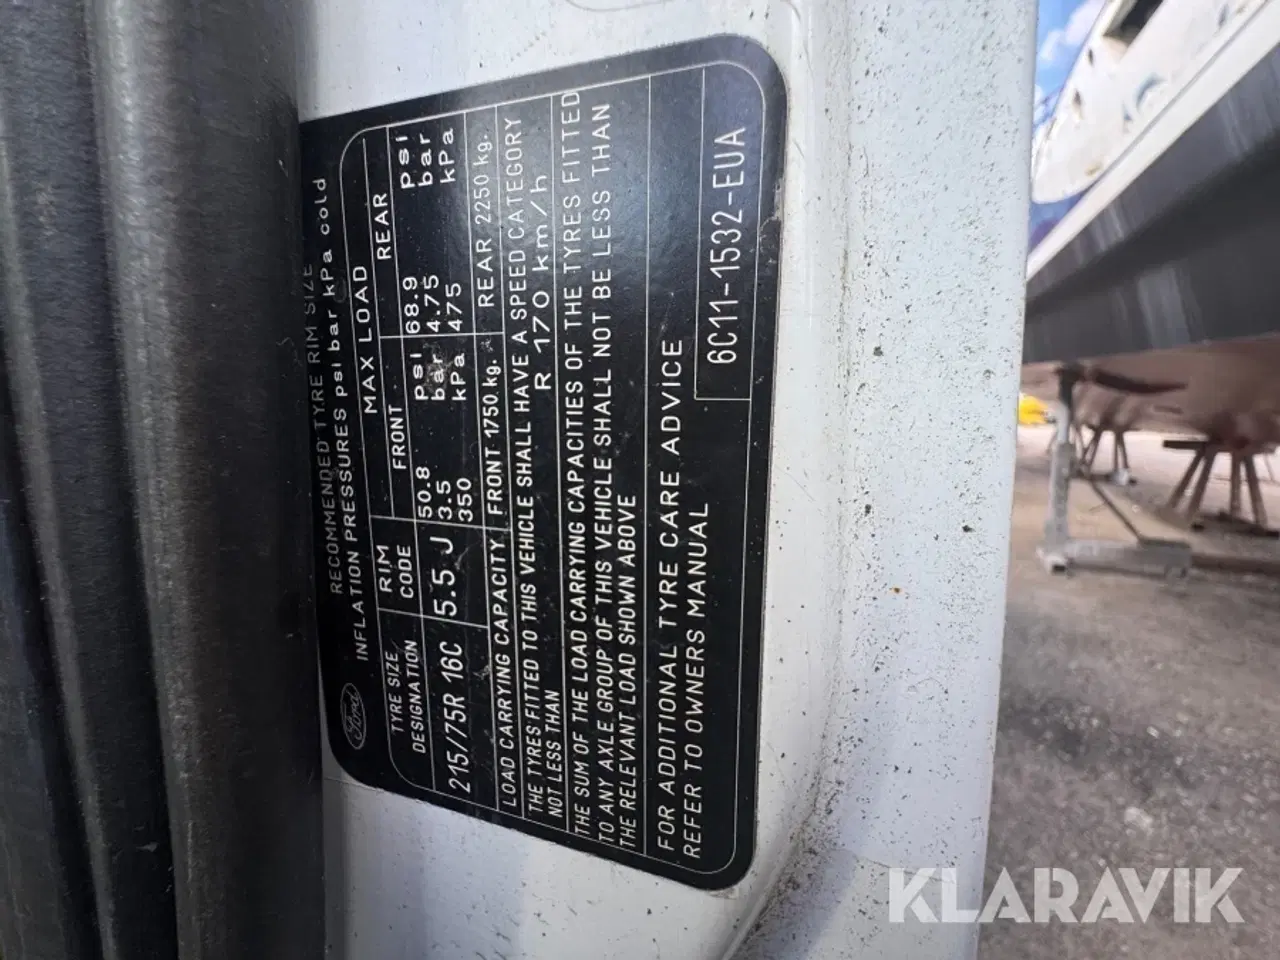 Ford
RECOMMENDED TYRE RIM SIZE
INFLATION PRESSURES psi bar kPa cold
TYRE SIZE DESIGNATION
RIM CODE
MAX LOAD
FRONT
REAR
215/75R 16C
5.5 J
50.8 psi
3.5 bar
350 kPa
68.9 psi
4.75 bar
475 kPa
LOAD CARRYING CAPACITY FRONT 1750 kg. REAR 2250 kg.
THE TYRES FITTED TO THIS VEHICLE SHALL HAVE A SPEED CATEGORY
NOT LESS THAN R 170 km/h
THE SUM OF THE LOAD CARRYING CAPACITIES OF THE TYRES FITTED
TO ANY AXLE GROUP OF THIS VEHICLE SHALL NOT BE LESS THAN
THE RELEVANT LOAD SHOWN ABOVE
FOR ADDITIONAL TYRE CARE ADVICE
REFER TO OWNERS MANUAL
6C11-1532-EUA
KLARAVIK